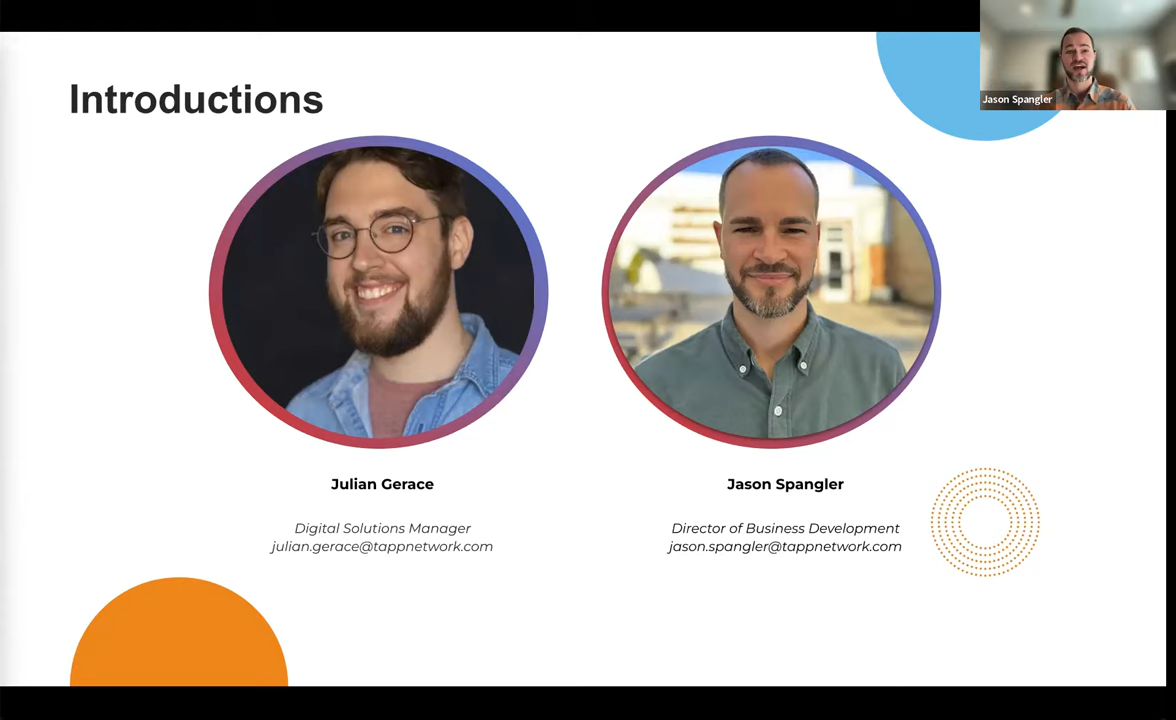 Introductions
Jason Spangler
Julian Gerace
Digital Solutions Manager
julian.gerace@tappnetwork.com
Jason Spangler
Director of Business Development
jason.spangler@tappnetwork.com